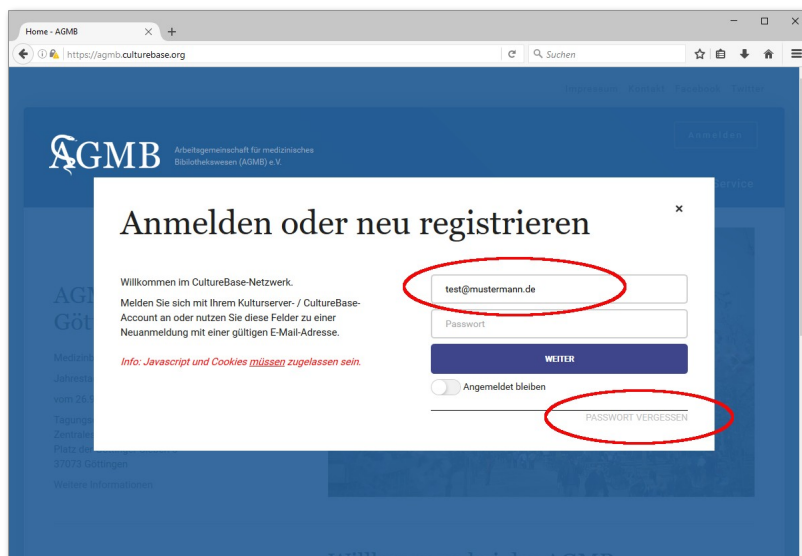 Home - AGMB
https://agmb.culturebase.org
Suchen
Impressum Kontakt Facebook Twitter
Anmelden
AGMB
Arbeitsgemeinschaft für medizinisches
Bibliothekswesen (AGMB) e.V.
Service
Anmelden oder neu registrieren
Willkommen im CultureBase-Netzwerk.
Melden Sie sich mit Ihrem Kulturserver- / CultureBase-
Account an oder nutzen Sie diese Felder zu einer
Neuanmeldung mit einer gültigen E-Mail-Adresse.
Info: Javascript und Cookies müssen zugelassen sein.
test@mustermann.de
Passwort
WEITER
Angemeldet bleiben
PASSWORT VERGESSEN
Platz der
37073 Göttingen
Weitere Informationen